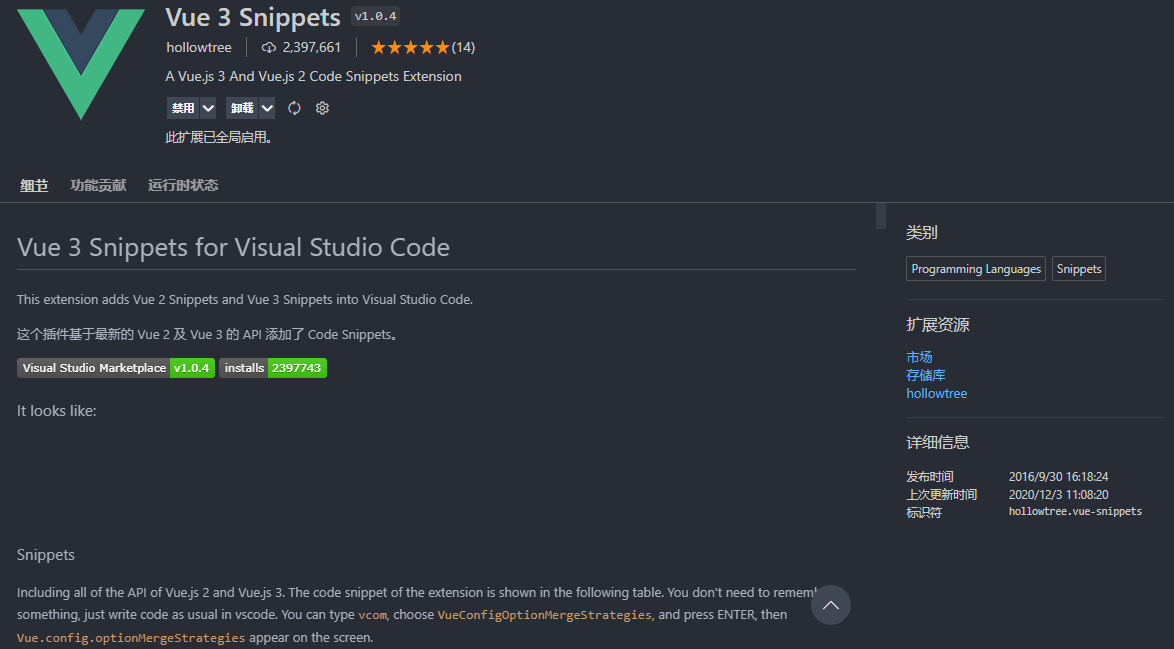 Vue 3 Snippets v1.0.4
hollowtree 2,397,661 (14)
A Vue.js 3 And Vue.js 2 Code Snippets Extension
禁用 卸载
此扩展已全局启用。
细节 功能贡献 运行时状态
Vue 3 Snippets for Visual Studio Code
This extension adds Vue 2 Snippets and Vue 3 Snippets into Visual Studio Code.
这个插件基于最新的 Vue 2 及 Vue 3 的 API 添加了 Code Snippets。
Visual Studio Marketplace v1.0.4 installs 2397743
It looks like:
Snippets
Including all of the API of Vue.js 2 and Vue.js 3. The code snippet of the extension is shown in the following table. You don't need to
something, just write code as usual in vscode. You can type vcom, choose VueConfigOptionMergeStrategies, and press ENTER, then
Vue.config.optionMergeStrategies appear on the screen.
类别
Programming Languages Snippets
扩展资源
市场
存储库
hollowtree
详细信息
发布时间 2016/9/30 16:18:24
上次更新时间 2020/12/3 11:08:20
标识符 hollowtree.vue-snippets